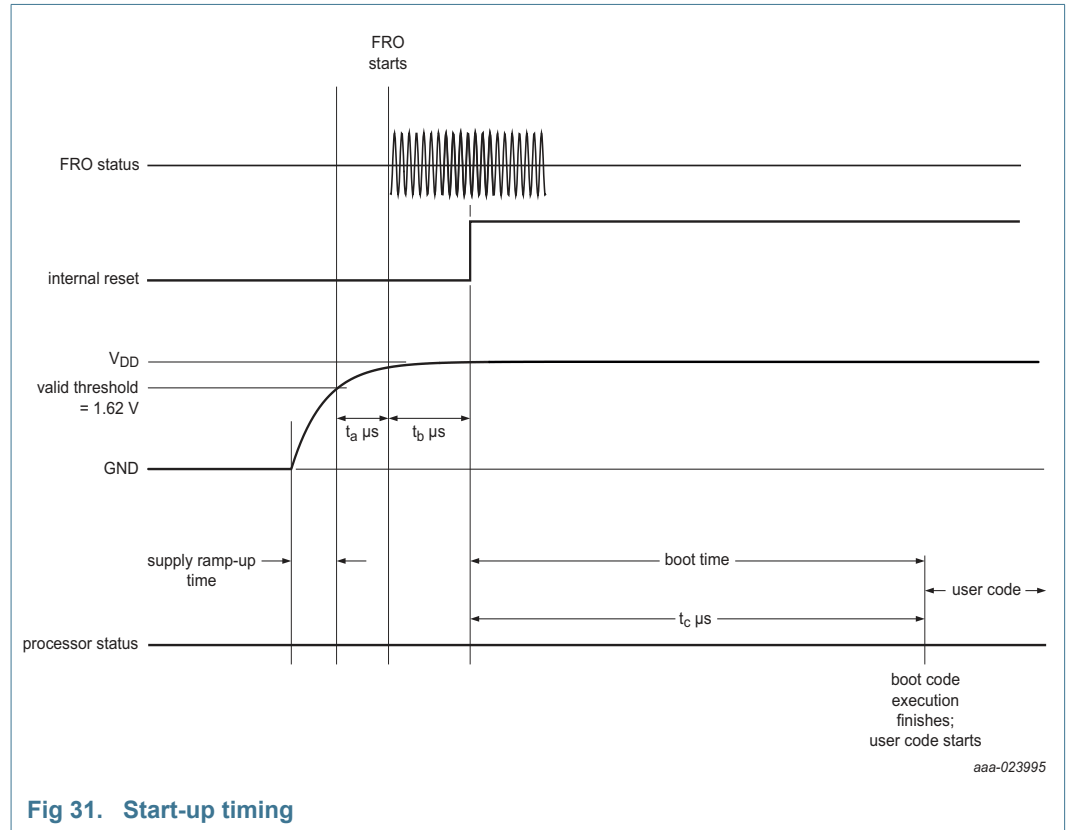 FRO
starts
FRO status
internal reset
VDD
valid threshold
= 1.62 V
ta μs
tb μs
GND
supply ramp-up
time
boot time
user code
tc μs
processor status
boot code
execution
finishes;
user code starts
aaa-023995
Fig 31. Start-up timing